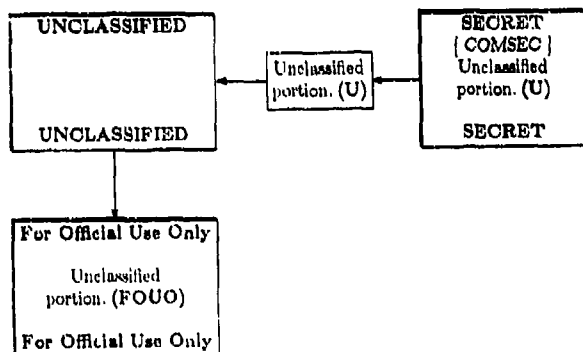 UNCLASSIFIED
UNCLASSIFIED
Unclassified
portion. (U)
SECRET
{ COMSEC }
Unclassified
portion. (U)
SECRET
For Official Use Only
Unclassified
portion. (FOUO)
For Official Use Only